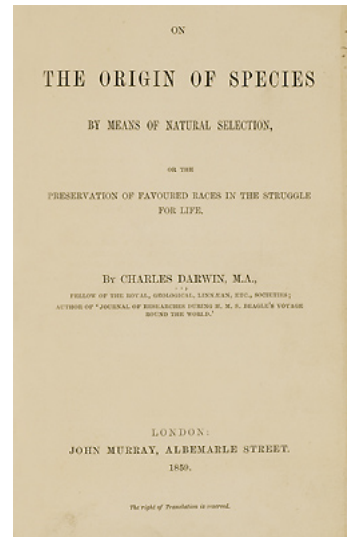 ON
THE ORIGIN OF SPECIES
BY MEANS OF NATURAL SELECTION,
OR THE
PRESERVATION OF FAVOURED RACES IN THE STRUGGLE
FOR LIFE.
By CHARLES DARWIN, M.A.,
FELLOW OF THE ROYAL, GEOLOGICAL, LINNÆAN, ETC., SOCIETIES;
AUTHOR OF 'JOURNAL OF RESEARCHES DURING H. M. S. BEAGLE'S VOYAGE
ROUND THE WORLD.'
LONDON:
JOHN MURRAY, ALBEMARLE STREET.
1859.
The right of Translation is reserved.